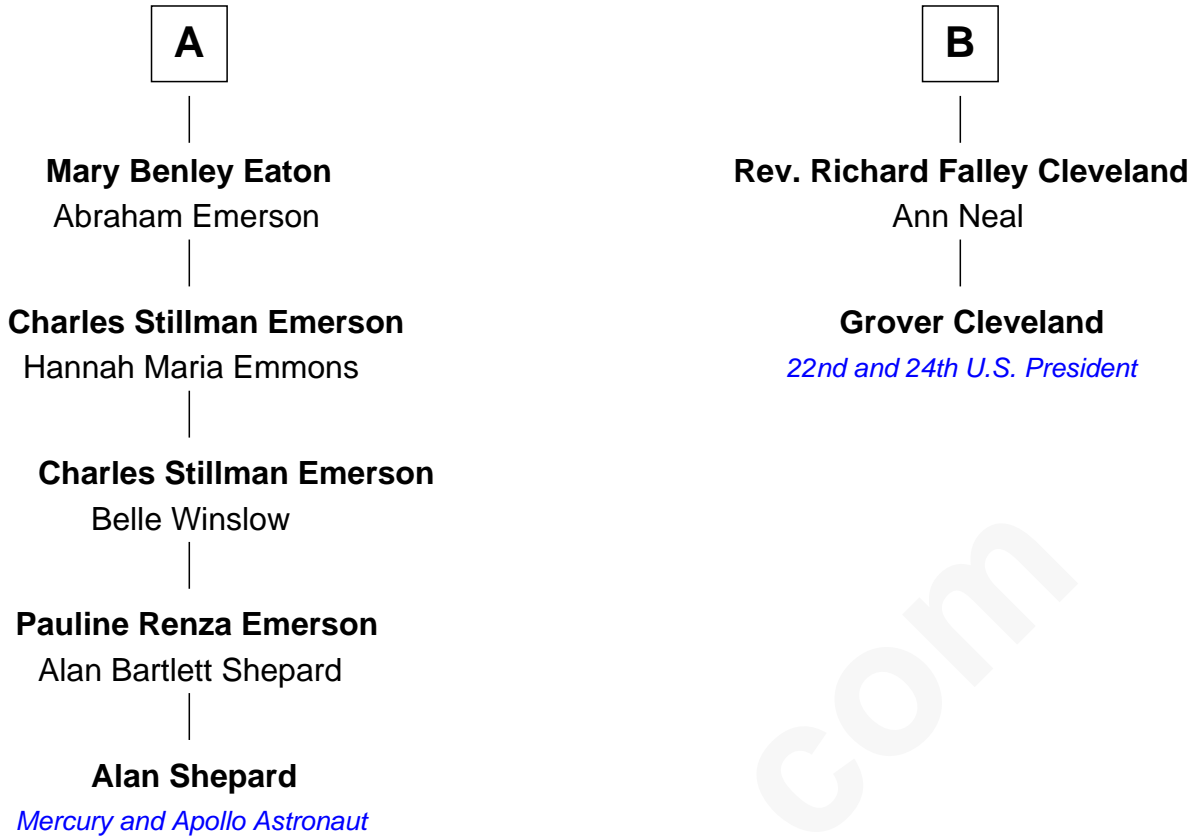 A
Mary Benley Eaton
Abraham Emerson
Charles Stillman Emerson
Hannah Maria Emmons
Charles Stillman Emerson
Belle Winslow
Pauline Renza Emerson
Alan Bartlett Shepard
Alan Shepard
Mercury and Apollo Astronaut
B
Rev. Richard Falley Cleveland
Ann Neal
Grover Cleveland
22nd and 24th U.S. President
com